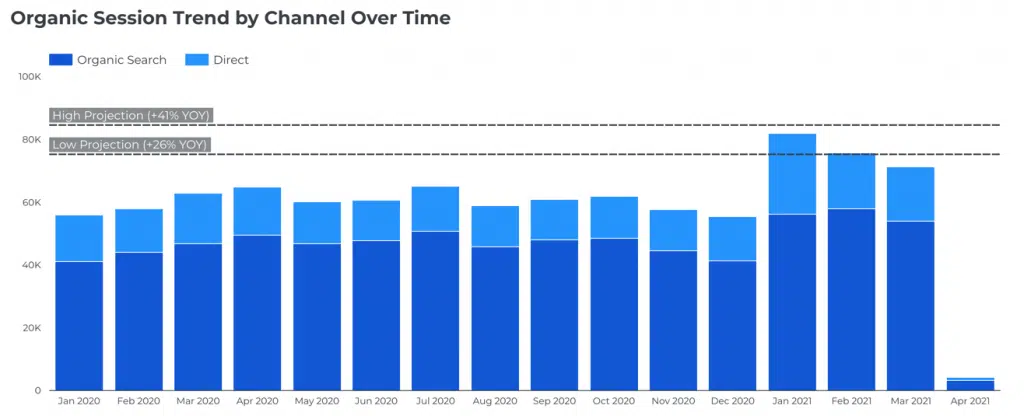 Organic Session Trend by Channel Over Time
Organic Search Direct
100K
High Projection (+41% YOY)
80K
Low Projection (+26% YOY)
60K
40K
20K
0
Jan 2020 Feb 2020 Mar 2020 Apr 2020 May 2020 Jun 2020 Jul 2020 Aug 2020 Sep 2020 Oct 2020 Nov 2020 Dec 2020 Jan 2021 Feb 2021 Mar 2021 Apr 2021